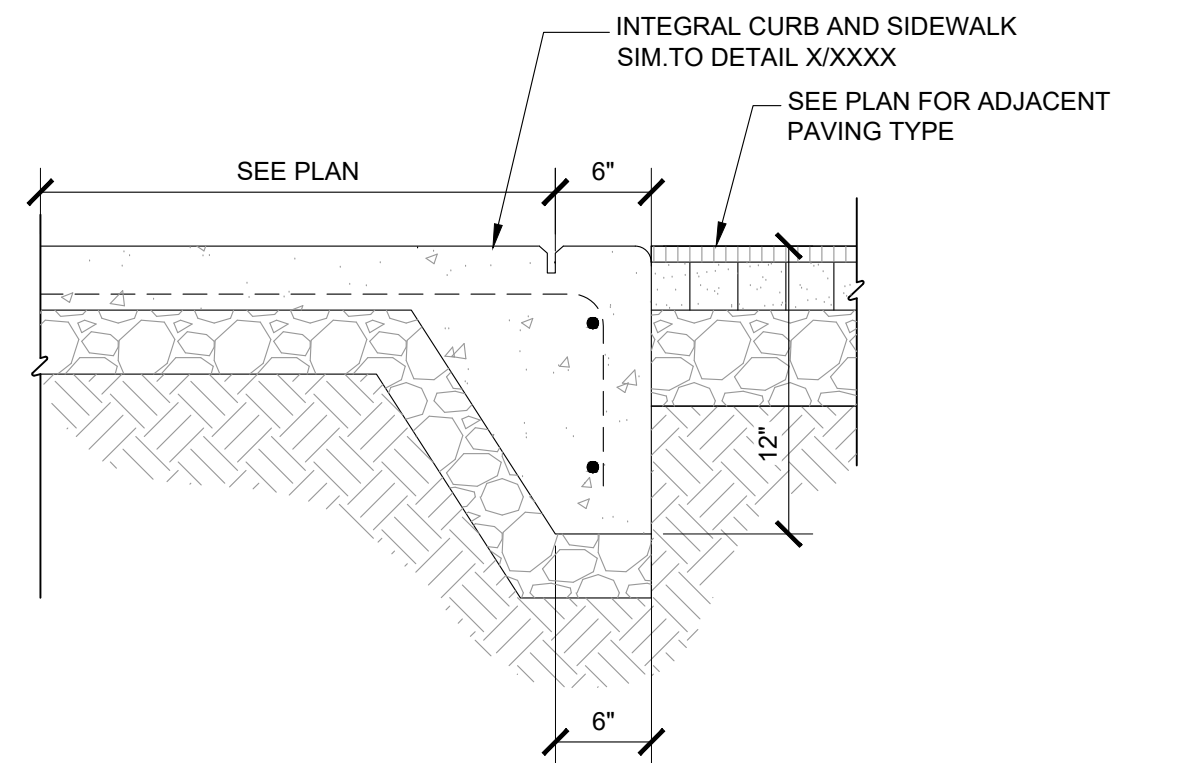 INTEGRAL CURB AND SIDEWALK
SIM.TO DETAIL X/XXXX
SEE PLAN FOR ADJACENT
PAVING TYPE
SEE PLAN
6"
12"
6"